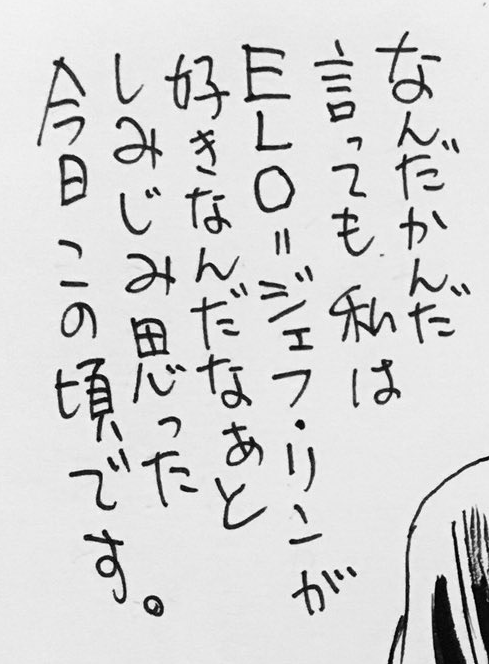 なんだかんだ
言っても私は
ELO=ジェフ・リンが
好きなんだなあと
しみじみ思った
今日この頃です。